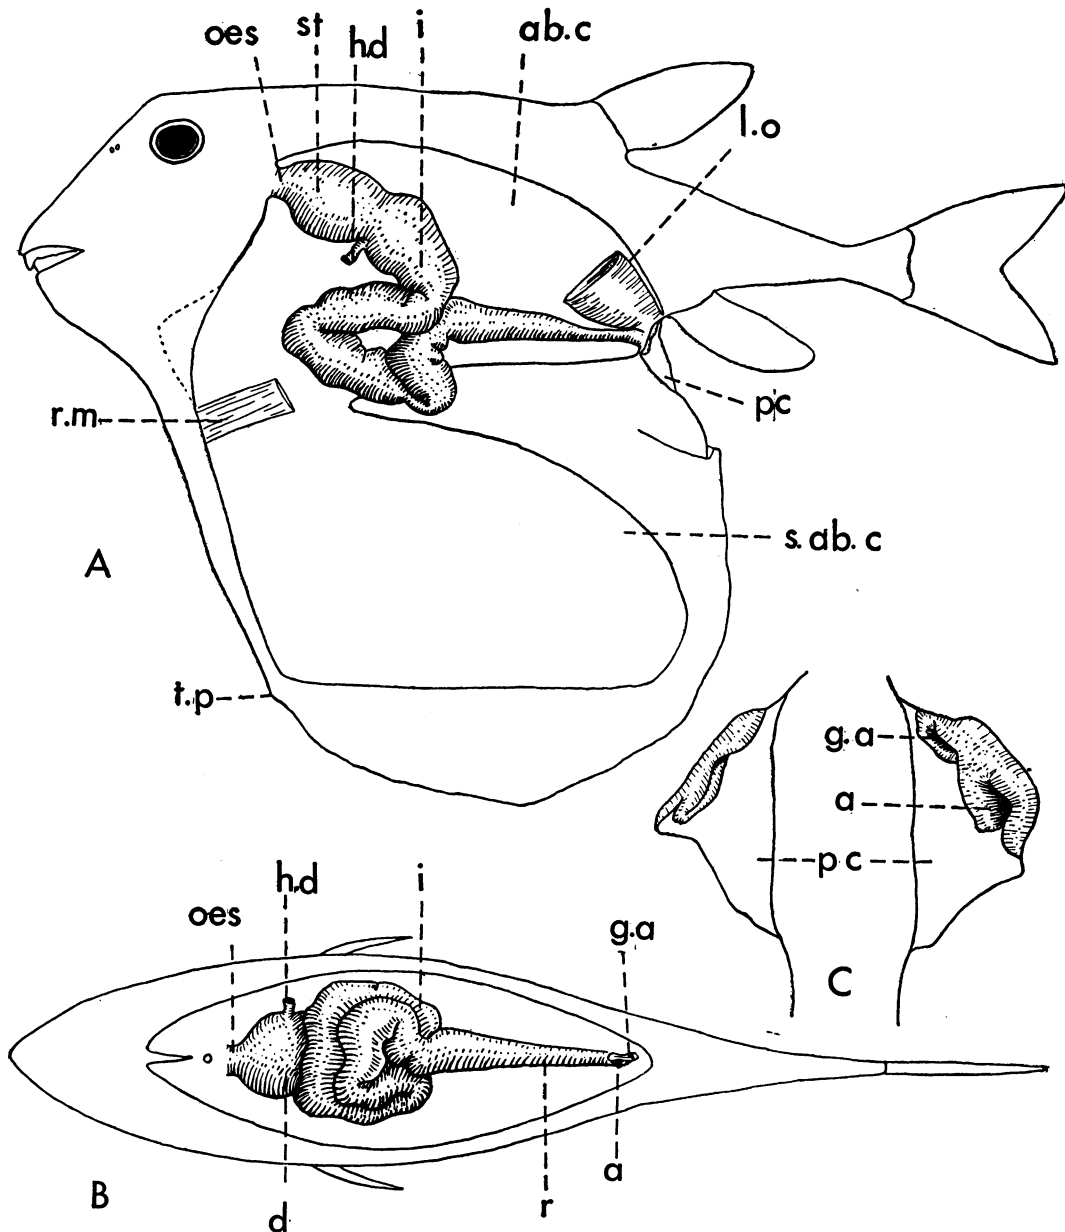 oes st h.d i ab.c
l.o
p.c
r.m
s.ab.c
A
t.p
g.a
a
p.c
C
h.d i
oes g.a
B
d r a